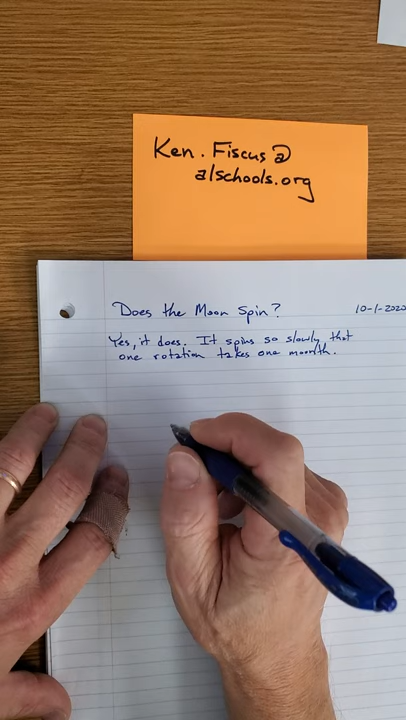 Ken.Fiscus@
alschools.org
Does the Moon Spin?
10-1-2020
Yes, it does. It spins so slowly that
one rotation takes one moonth.